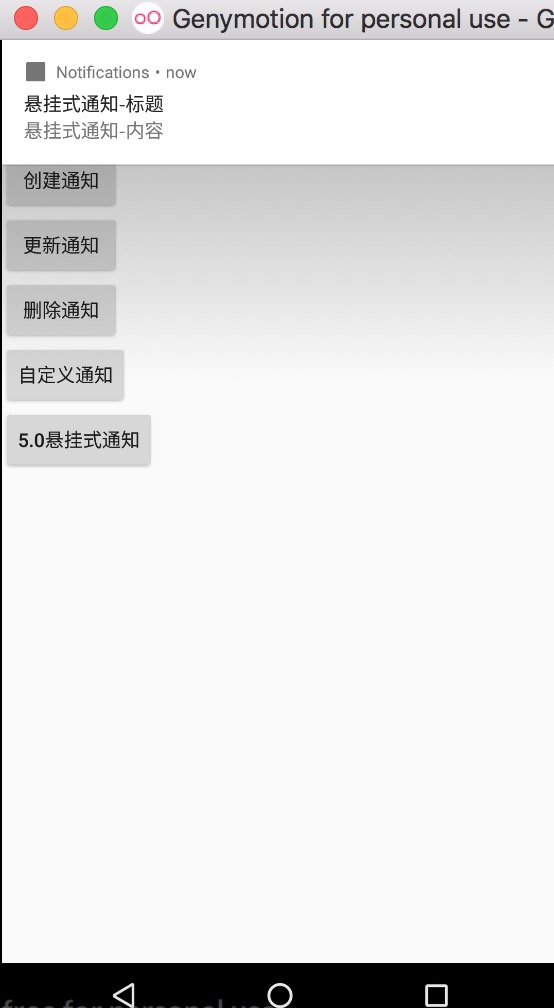 Genymotion for personal use - G
Notifications • now
悬挂式通知-标题
悬挂式通知-内容
创建通知
更新通知
删除通知
自定义通知
5.0悬挂式通知
free for personal use